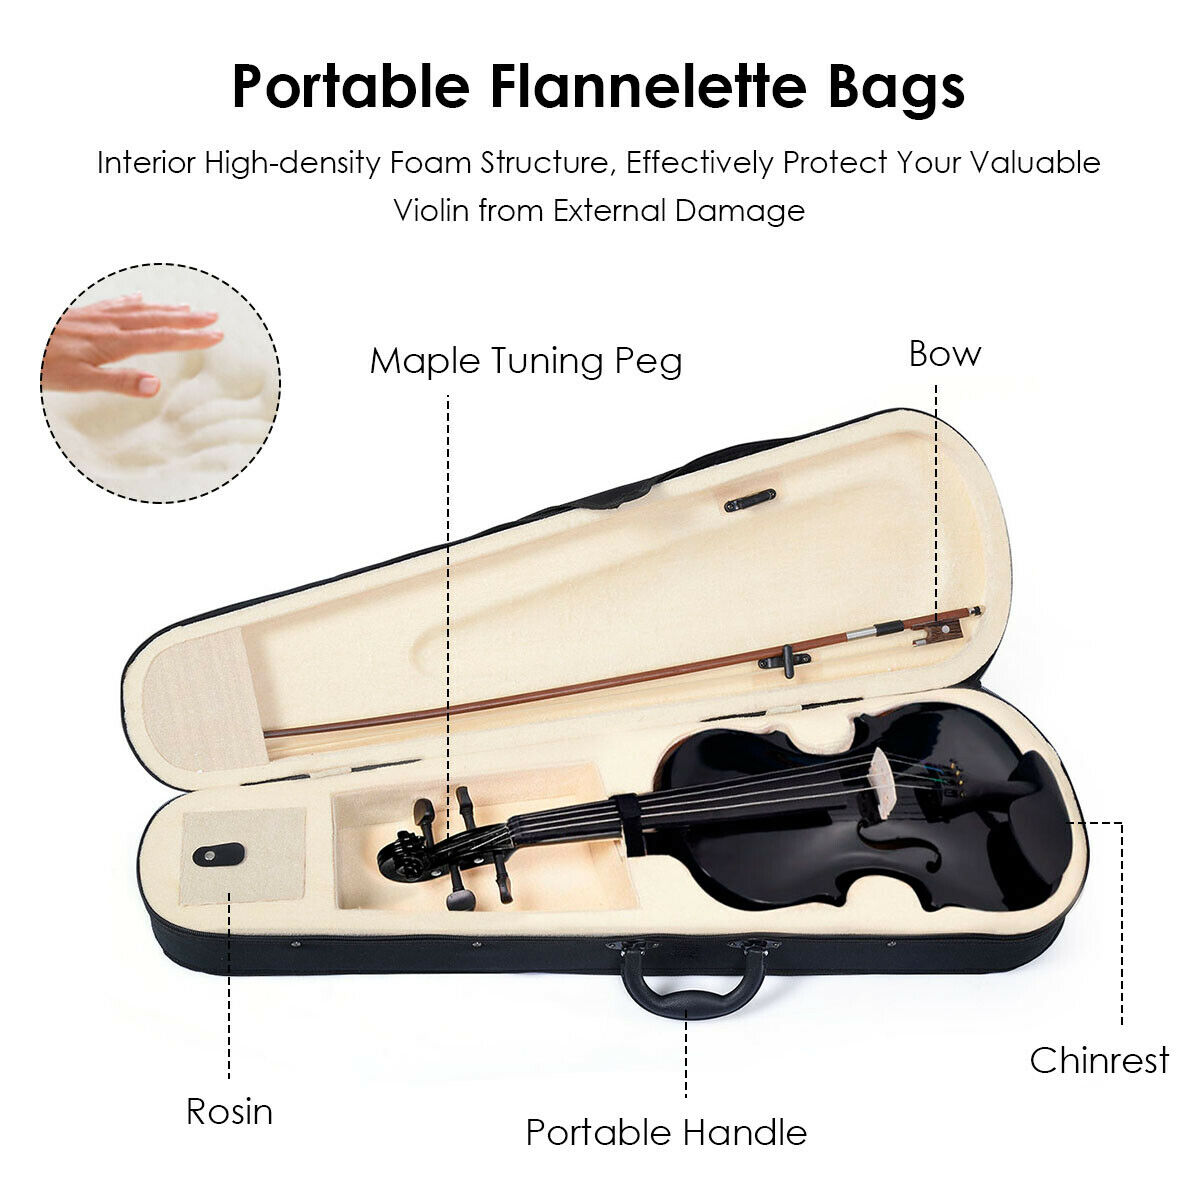 Portable Flannelette Bags
Interior High-density Foam Structure, Effectively Protect Your Valuable
Violin from External Damage
Maple Tuning Peg
Bow
Chinrest
Rosin
Portable Handle